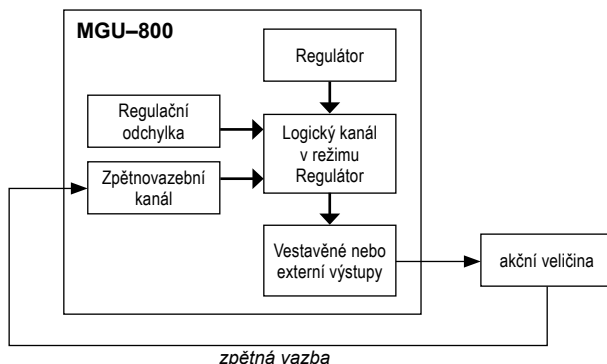 MGU–800
Regulátor
Regulační
odchylka
Logický kanál
v režimu
Regulátor
Zpětnovazební
kanál
Vestavěné nebo
externí výstupy
akční veličina
zpětná vazba